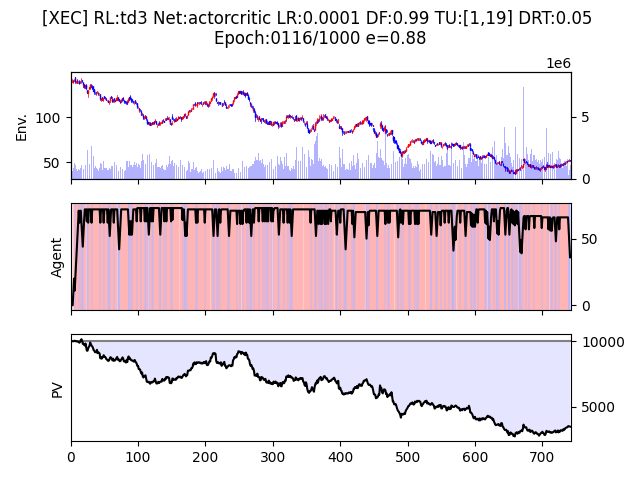 [XEC] RL:td3 Net:actorcritic LR:0.0001 DF:0.99 TU:[1,19] DRT:0.05
Epoch:0116/1000 e=0.88
1e6
Env.
100
50
5
0
Agent
50
0
PV
10000
5000
0 100 200 300 400 500 600 700